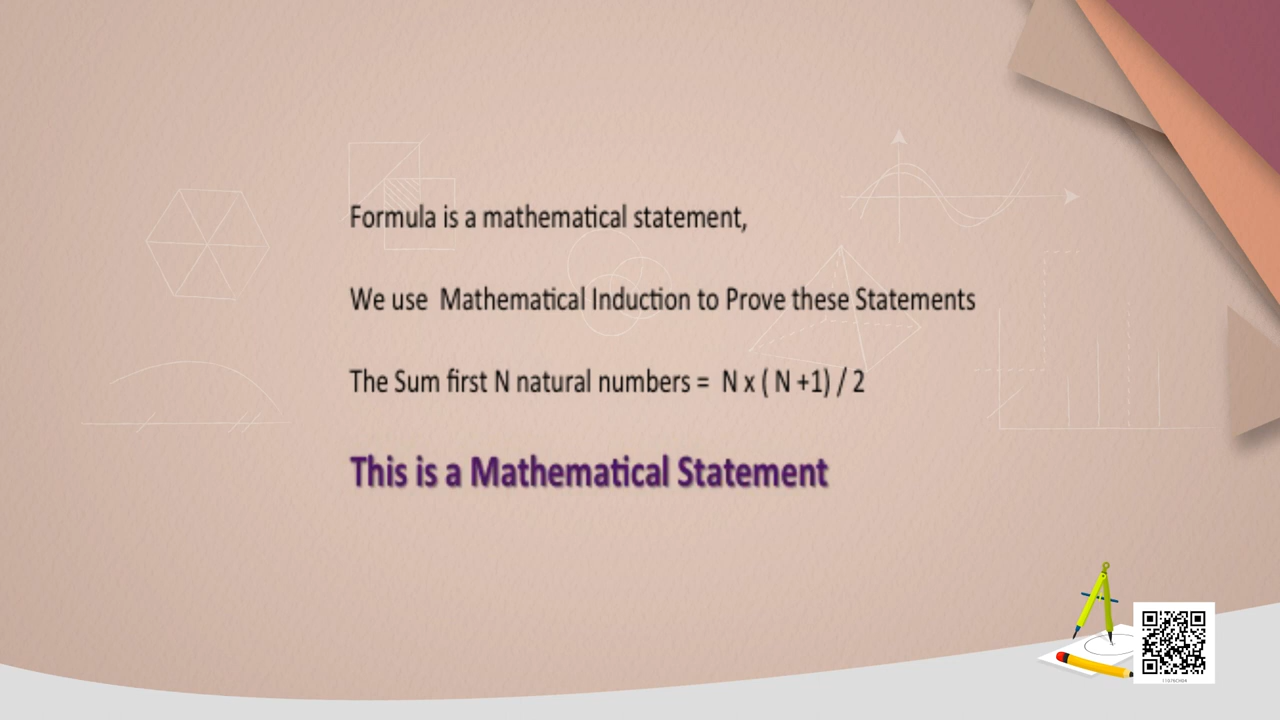 Formula is a mathematical statement,
We use Mathematical Induction to Prove these Statements
The Sum first N natural numbers = N x ( N +1) / 2
This is a Mathematical Statement